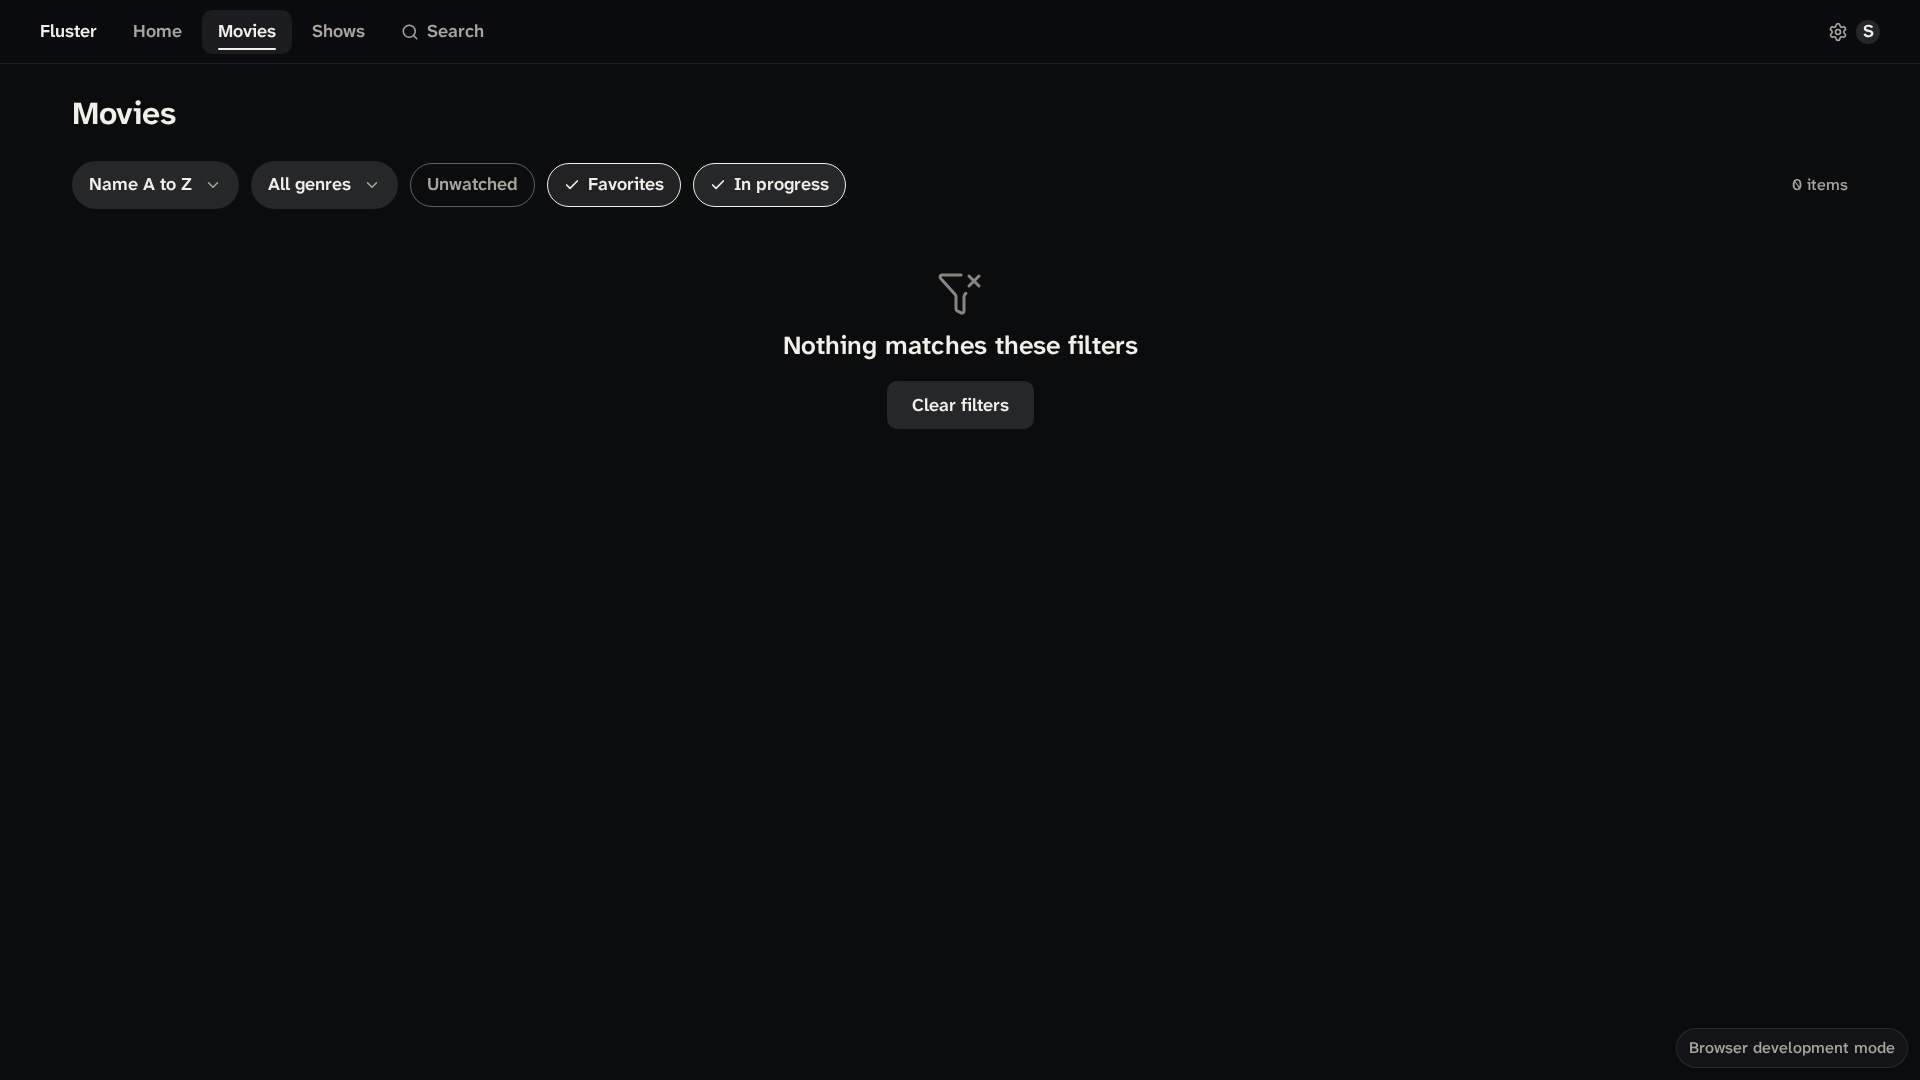 Fluster
Home
Movies
Shows
Search
S
Movies
Name A to Z
All genres
Unwatched
Favorites
In progress
0 items
Nothing matches these filters
Clear filters
Browser development mode